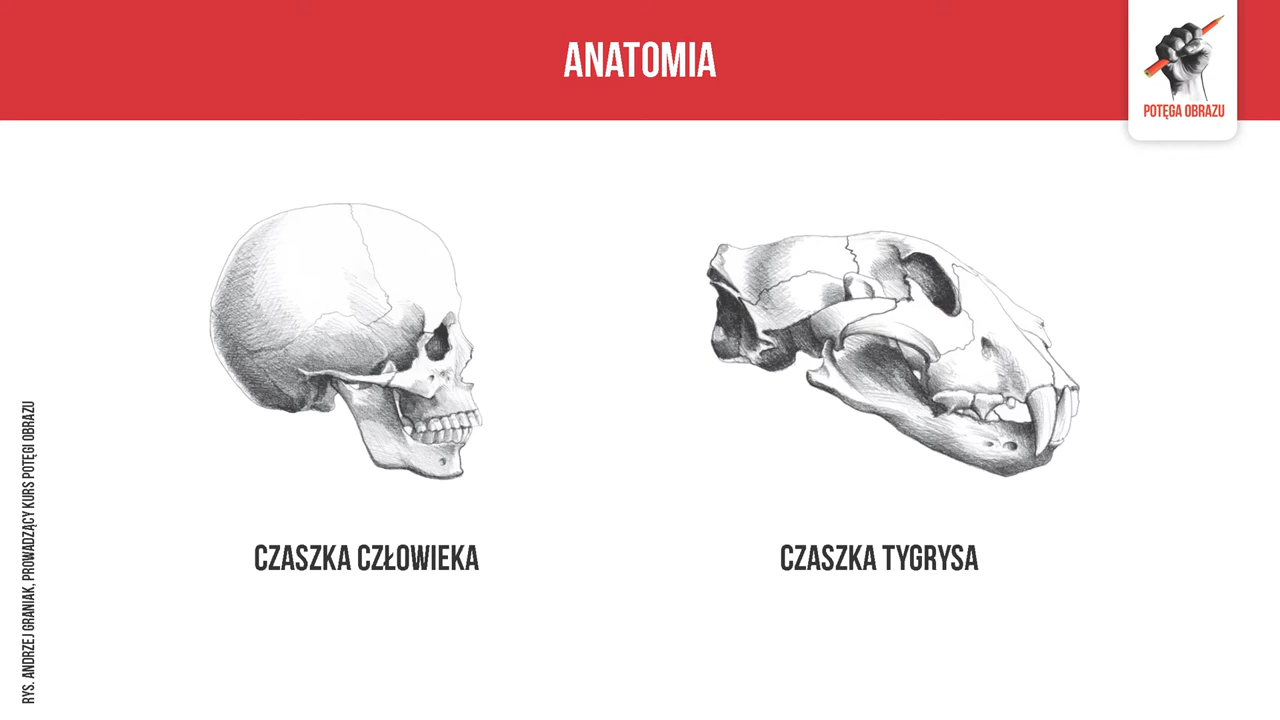 ANATOMIA
POTĘGA OBRAZU
CZASZKA CZŁOWIEKA
CZASZKA TYGRYSA
RYS. ANDRZEJ GRANIAK, PROWADZĄCY KURS POTĘGI OBRAZU